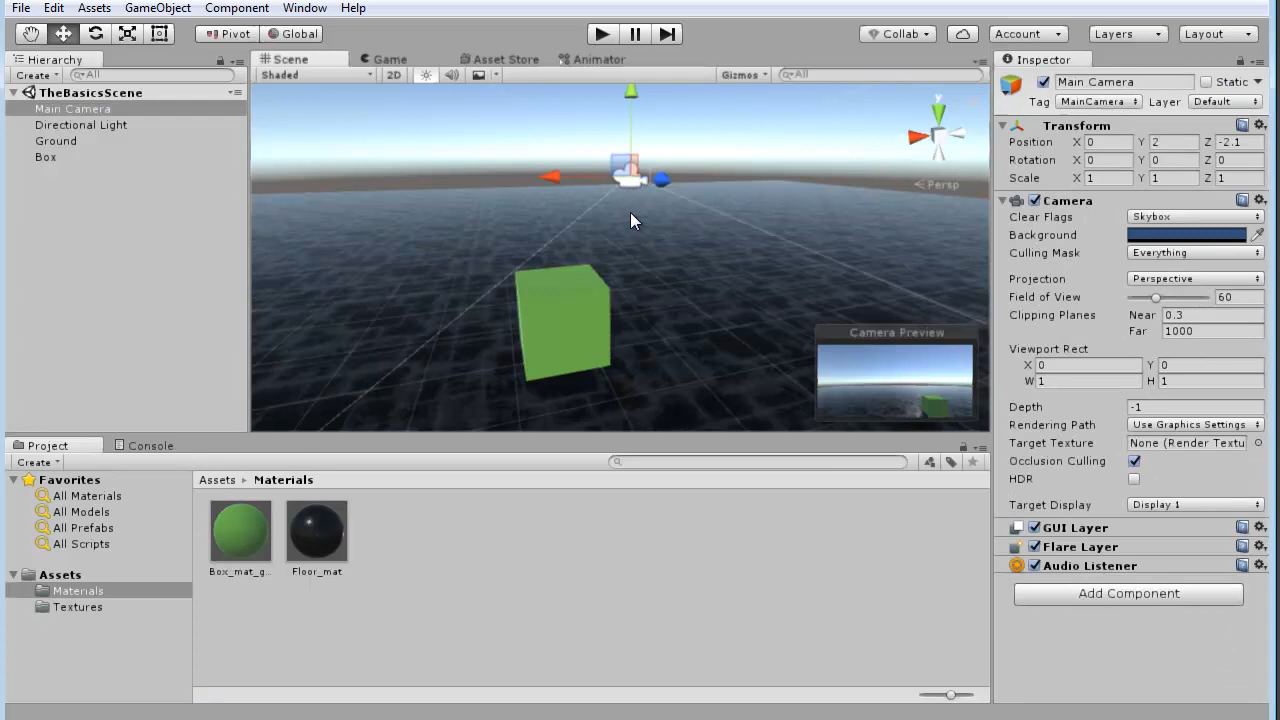 File Edit Assets GameObject Component Window Help
Pivot Global Collab Account Layers Layout
Hierarchy
Create All
TheBasicsScene
Main Camera
Directional Light
Ground
Box
Scene Game Asset Store Animator
Shaded 2D Gizmos All
y
Persp
Camera Preview
Inspector
Main Camera Static
Tag MainCamera Layer Default
Transform
Position X 0 Y 2 Z -2.1
Rotation X 0 Y 0 Z 0
Scale X 1 Y 1 Z 1
Camera
Clear Flags Skybox
Background
Culling Mask Everything
Projection Perspective
Field of View 60
Clipping Planes Near 0.3
Far 1000
Viewport Rect
X 0 Y 0
W 1 H 1
Depth -1
Rendering Path Use Graphics Settings
Target Texture None (Render Textu
Occlusion Culling
HDR
Target Display Display 1
GUI Layer
Flare Layer
Audio Listener
Add Component
Project Console
Create
Favorites
All Materials
All Models
All Prefabs
All Scripts
Assets
Materials
Textures
Assets Materials
Box_mat_g... Floor_mat